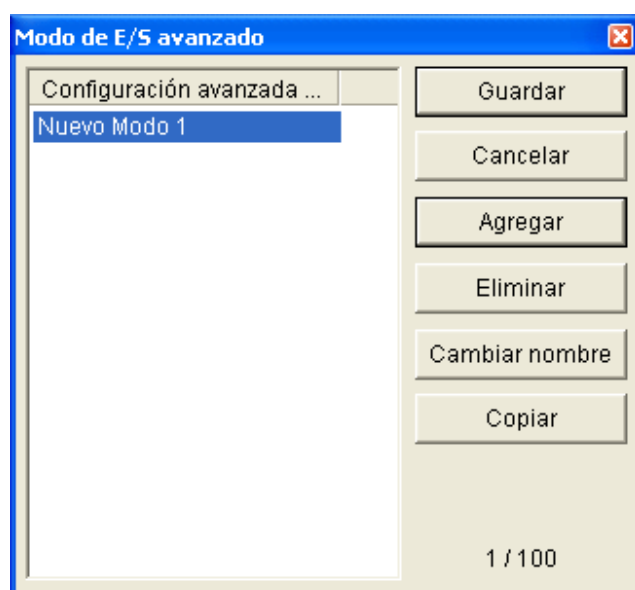 Modo de E/S avanzado
Configuración avanzada ...
Nuevo Modo 1
Guardar
Cancelar
Agregar
Eliminar
Cambiar nombre
Copiar
1 / 100